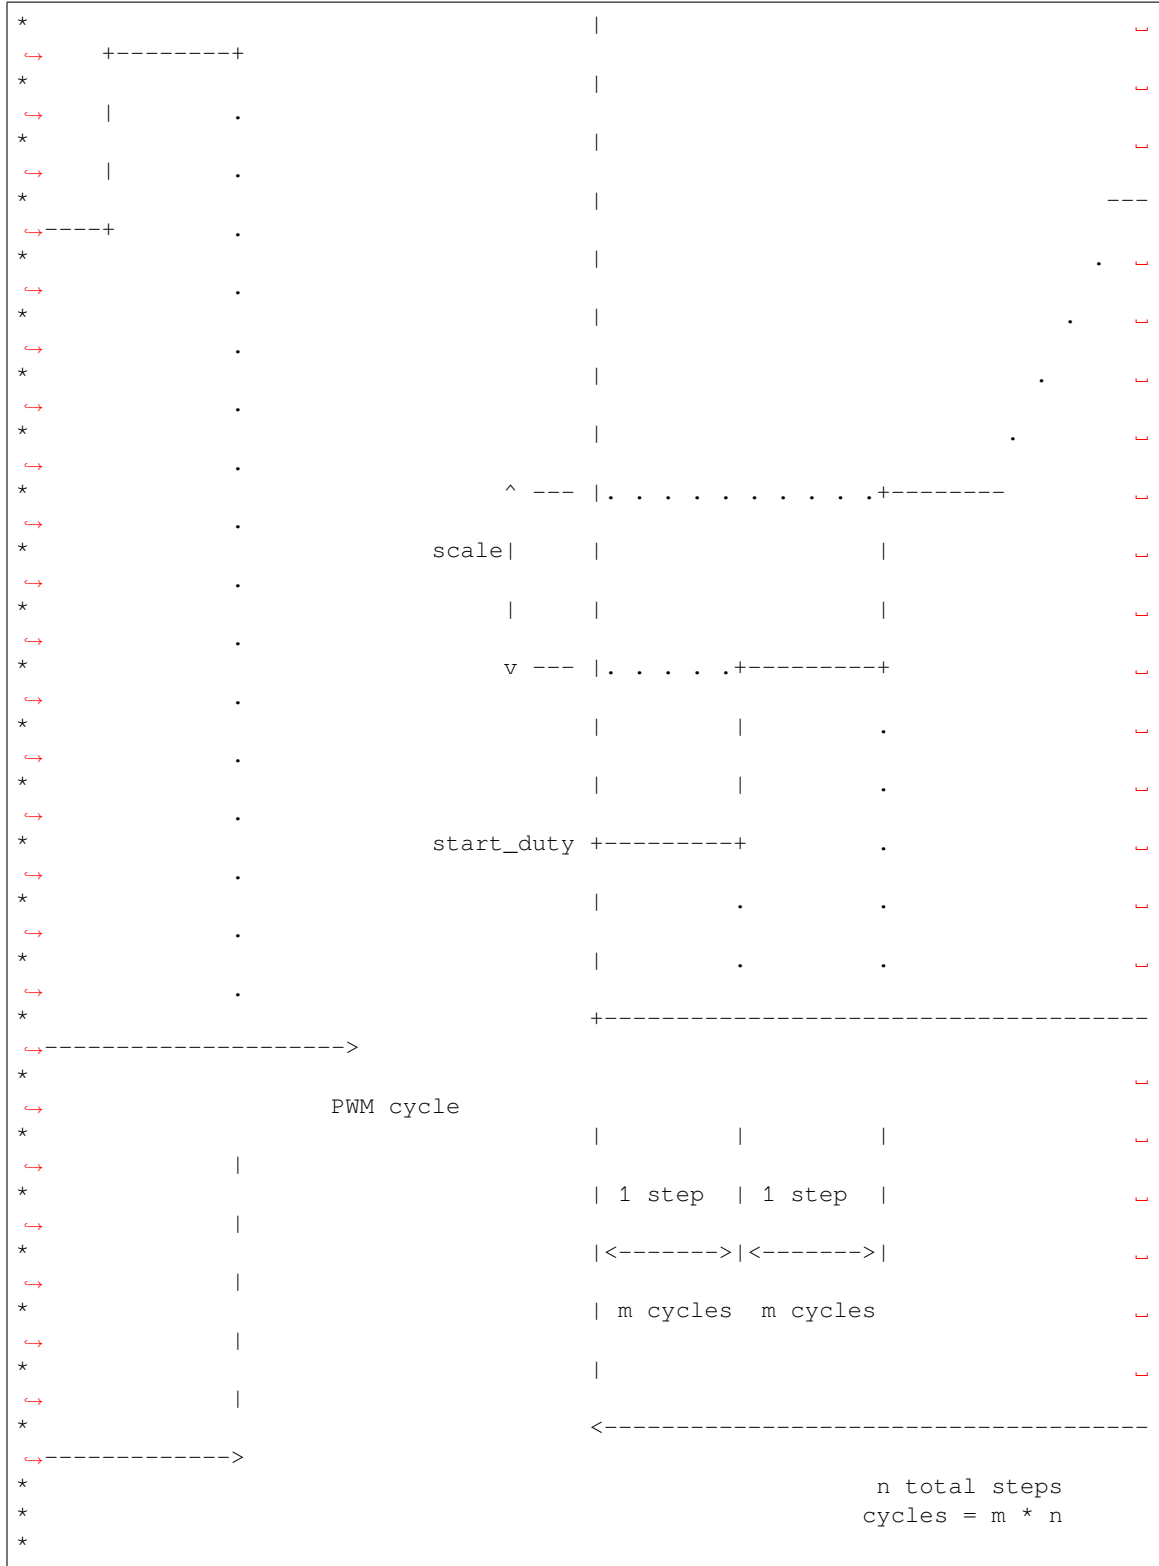 *                                       |                                      ␣
↪    +--------+
*                                       |                                      ␣
↪    |        .
*                                       |                                      ␣
↪    |        .
*                                       |                                   ---
↪----+        .
*                                       |                                  .   ␣
↪             .
*                                       |                                .     ␣
↪             .
*                                       |                              .       ␣
↪             .
*                                       |                            .         ␣
↪             .
*                                 ^ --- |. . . . . . . . . .+--------          ␣
↪             .
*                            scale|     |                   |                  ␣
↪             .
*                                 |     |                   |                  ␣
↪             .
*                                 v --- |. . . . .+---------+                  ␣
↪             .
*                                       |         |         .                  ␣
↪             .
*                                       |         |         .                  ␣
↪             .
*                            start_duty +---------+         .                  ␣
↪             .
*                                       |         .         .                  ␣
↪             .
*                                       |         .         .                  ␣
↪             .
*                                       +--------------------------------------
↪--------------------->
*                                                                              ␣
↪                    PWM cycle
*                                       |         |         |                  ␣
↪             |
*                                       | 1 step  | 1 step  |                  ␣
↪             |
*                                       |<------->|<------->|                  ␣
↪             |
*                                       | m cycles  m cycles                   ␣
↪             |
*                                       |                                      ␣
↪             |
*                                       <--------------------------------------
↪------------->
*                                                           n total steps
*                                                          cycles = m * n
*